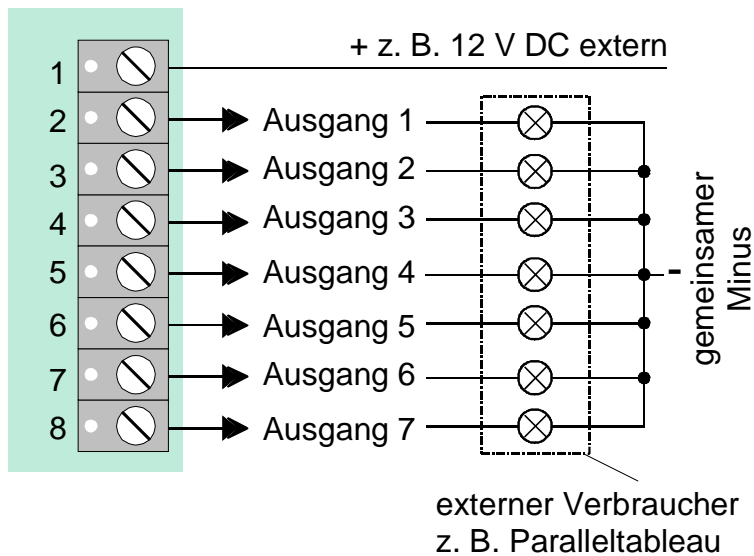 + z. B. 12 V DC extern
1
2 Ausgang 1
3 Ausgang 2
4 Ausgang 3
5 Ausgang 4 -
6 Ausgang 5
7 Ausgang 6
8 Ausgang 7
gemeinsamer
Minus
externer Verbraucher
z. B. Paralleltableau